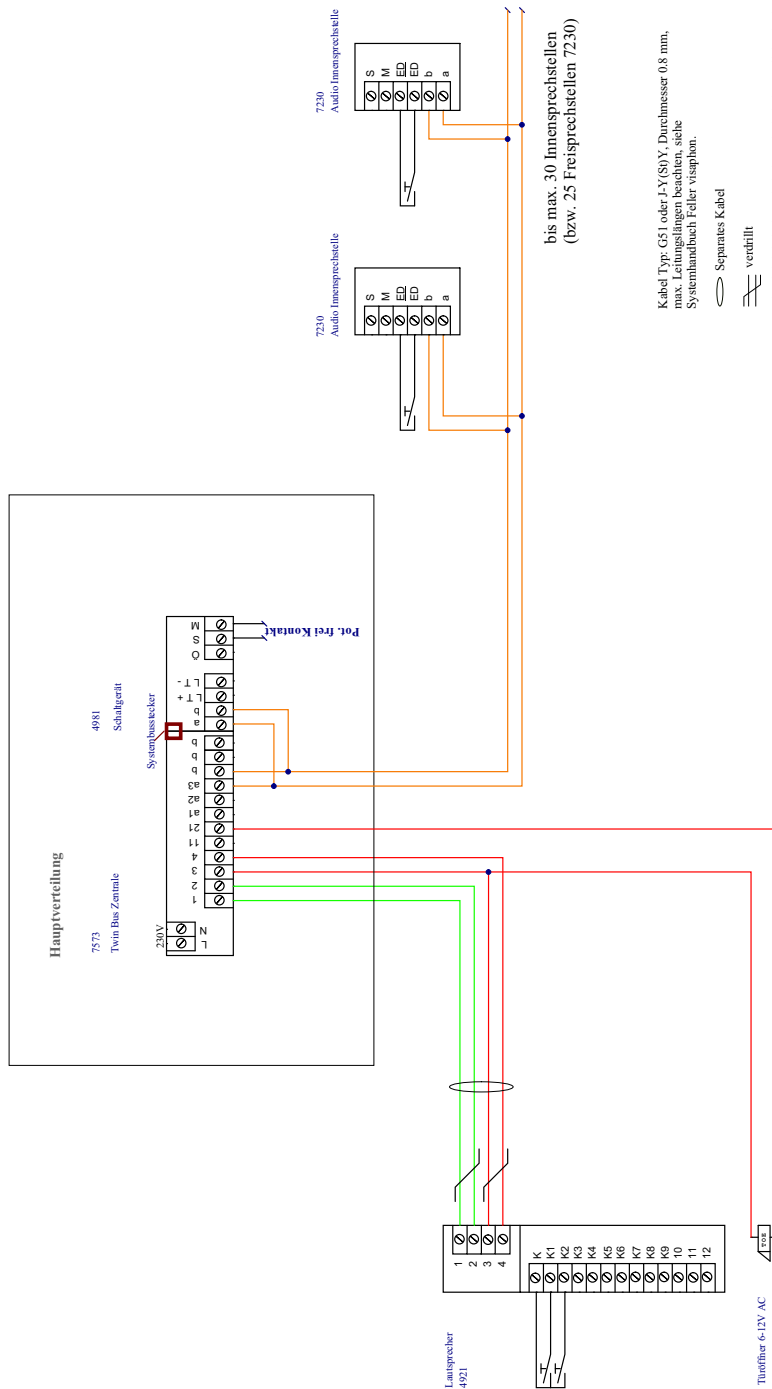 Hauptverteilung
7573
Twin Bus Zentrale
4981
Schaltgerät
Systembusstecker
230V
L
N
1
2
3
4
11
21
a1
a2
a3
b
b
b
a
b
LT +
LT -
Ö
S
M
Pot. frei Kontakt
7230
Audio Innensprechstelle
S
M
ED
ED
b
a
7230
Audio Innensprechstelle
S
M
ED
ED
b
a
bis max. 30 Innensprechstellen
(bzw. 25 Freisprechstellen 7230)
Kabel Typ: G51 oder J-Y(St)Y, Durchmesser 0.8 mm,
max. Leitungslängen beachten, siehe
Systemhandbuch Feller visaphon.
Separates Kabel
verdrillt
Lautsprecher
4921
1
2
3
4
K
K1
K2
K3
K4
K5
K6
K7
K8
K9
10
11
12
Türöffner 6-12V AC
TOE